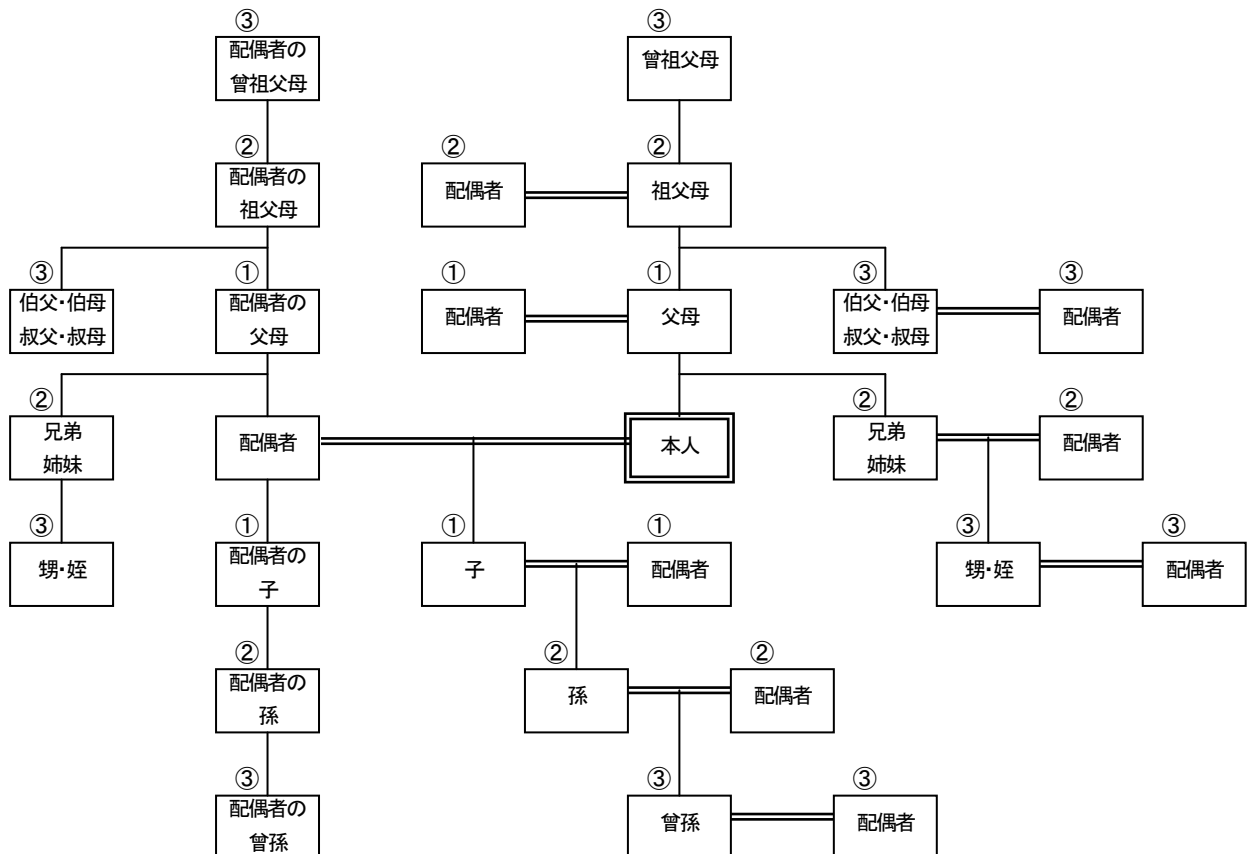 ③
③
配偶者の
曾祖父母
曾祖父母
②
②
②
配偶者の
祖父母
配偶者
祖父母
③
①
①
①
③
③
伯父・伯母
叔父・叔母
配偶者の
父母
配偶者
父母
伯父・伯母
叔父・叔母
配偶者
②
②
②
兄弟
姉妹
配偶者
本人
兄弟
姉妹
配偶者
③
①
①
①
③
③
甥・姪
配偶者の
子
子
配偶者
甥・姪
配偶者
②
②
②
配偶者の
孫
孫
配偶者
③
③
③
配偶者の
曾孫
曾孫
配偶者